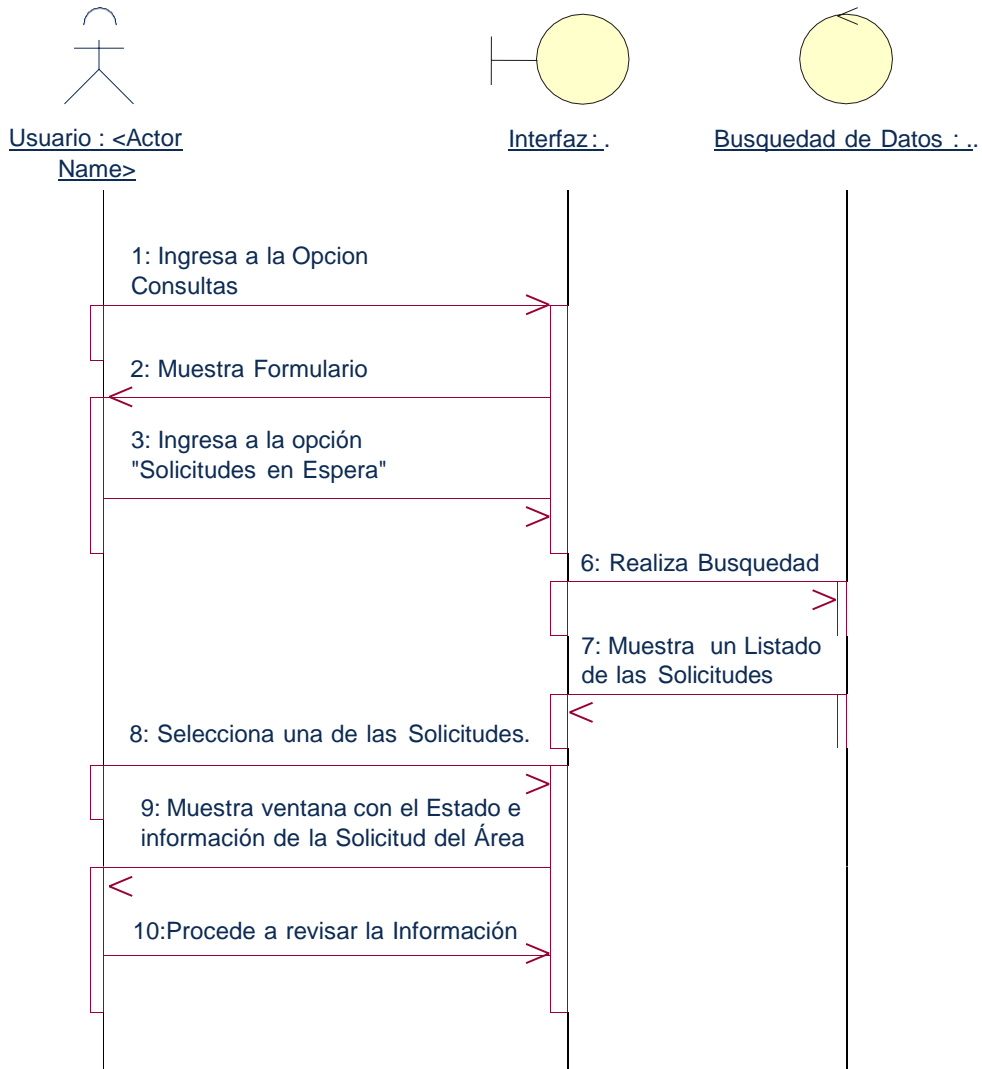 Usuario : <Actor
Name>
Interfaz : .
Busquedad de Datos : ..
1: Ingresa a la Opcion
Consultas
2: Muestra Formulario
3: Ingresa a la opción
"Solicitudes en Espera"
6: Realiza Busquedad
7: Muestra un Listado
de las Solicitudes
8: Selecciona una de las Solicitudes.
9: Muestra ventana con el Estado e
información de la Solicitud del Área
10:Procede a revisar la Información